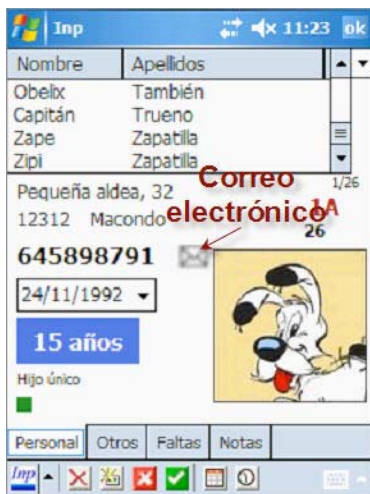 Inp 11:23 ok
Nombre Apellidos
Obelix También
Capitán Trueno
Zape Zapatilla
Zipi Zapatilla
1/26
Pequeña aldea, 32
Correo electrónico
12312 Macondo
1A
26
645898791
24/11/1992
15 años
Hijo único
Personal Otros Faltas Notas
Inp